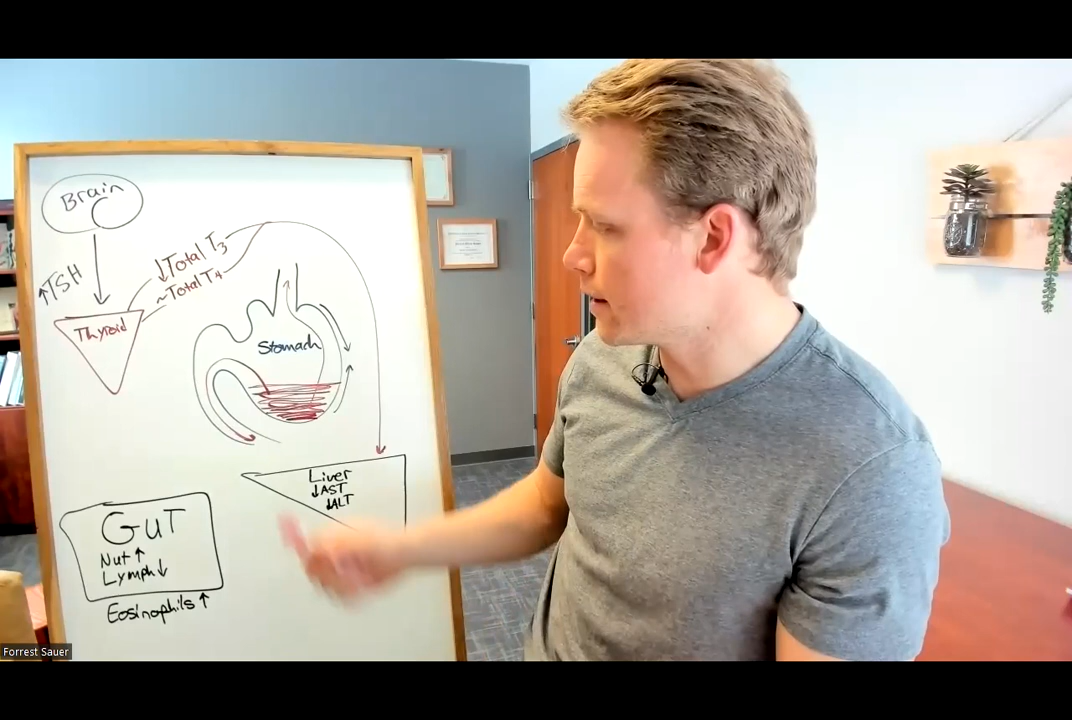 Brain
↑TSH
↓Total T3
~Total T4
Thyroid
Stomach
Liver
↓AST
↓ALT
GuT
Nut↑
Lymph↓
Eosinophils ↑
Forrest Sauer